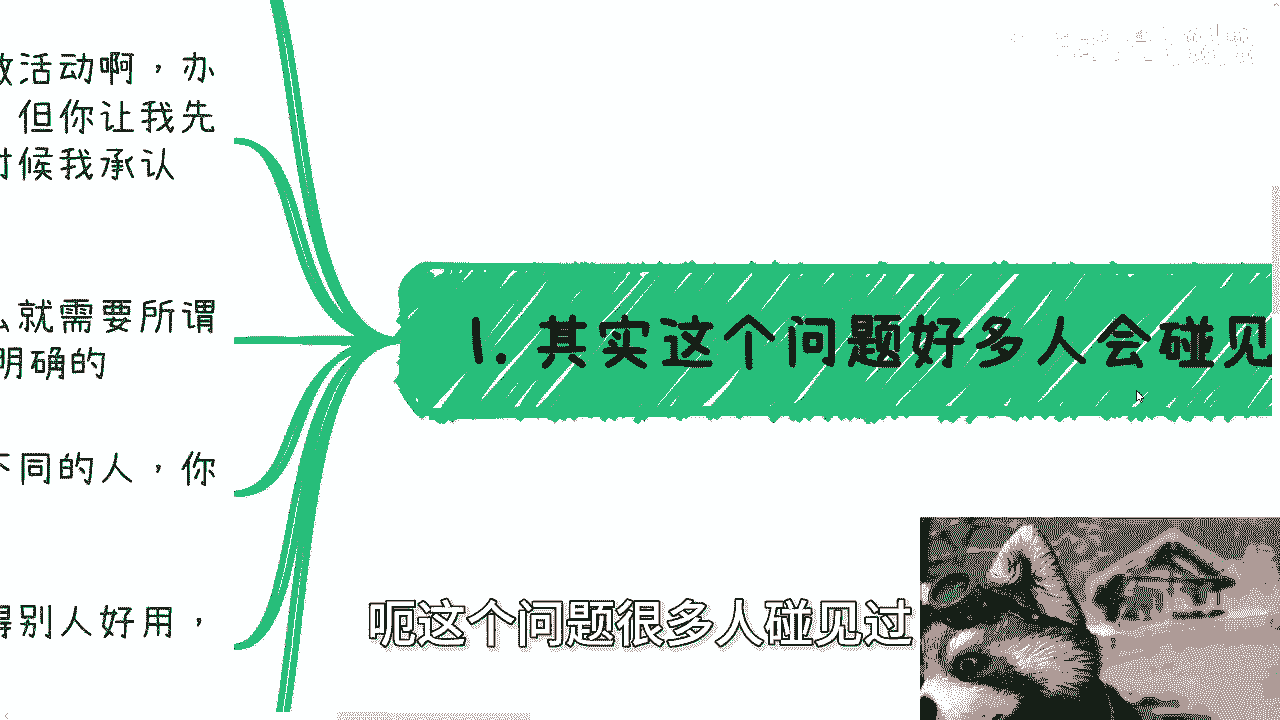 做活动啊，办
但你让我先
时候我承认
么就需要所谓
明确的
不同的人，你
得别人好用，
1. 其实这个问题好多人会碰见
呃这个问题很多人碰见过